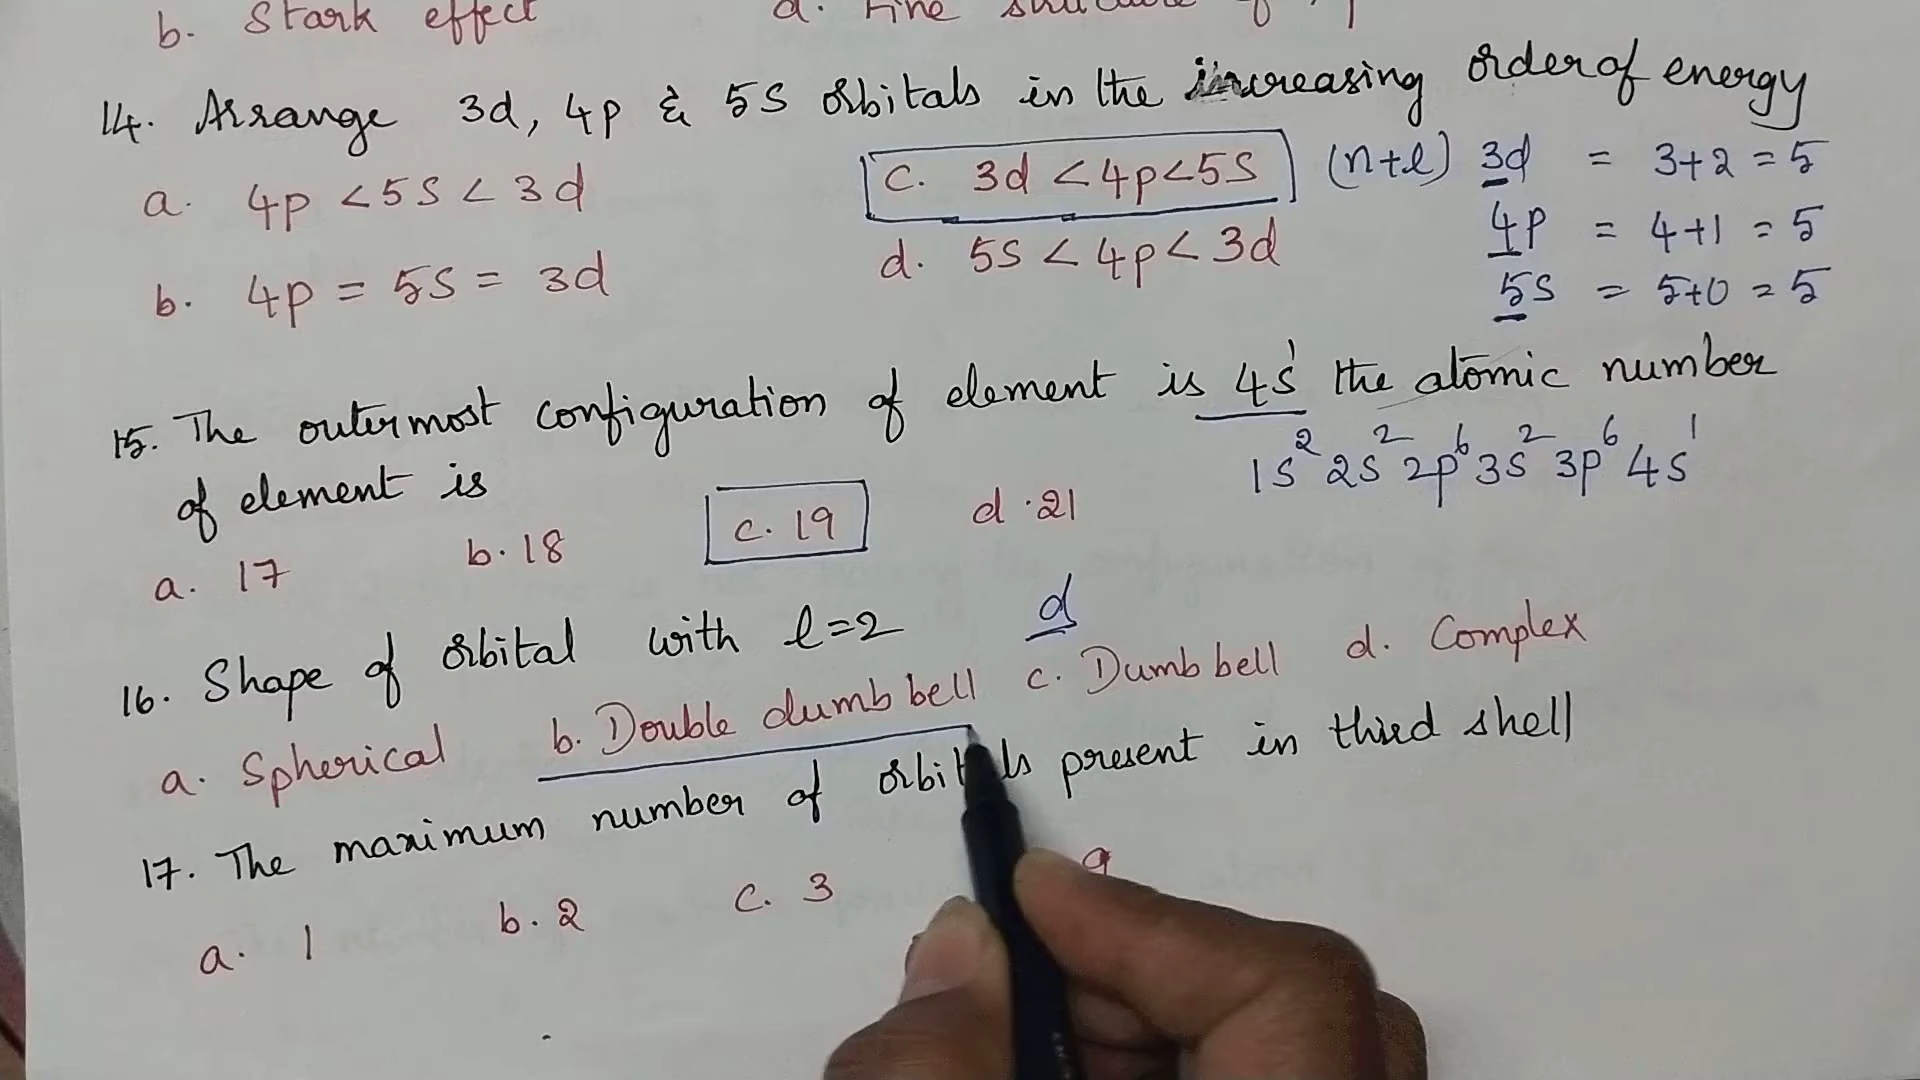 b. Stark effect
d. Fine structure of
14. Arrange 3d, 4p & 5s orbitals in the increasing order of energy
a. 4p < 5s < 3d
c. 3d < 4p < 5s
(n+l) 3d = 3+2 = 5
4p = 4+1 = 5
b. 4p = 5s = 3d
d. 5s < 4p < 3d
5s = 5+0 = 5
15. The outermost configuration of element is 4s¹ the atomic number
1s² 2s² 2p⁶ 3s² 3p⁶ 4s¹
of element is
a. 17 b. 18 c. 19 d. 21
16. Shape of orbital with l=2
d
a. Spherical b. Double dumb bell c. Dumb bell d. Complex
17. The maximum number of orbitals present in third shell
a. 1 b. 2 c. 3 9